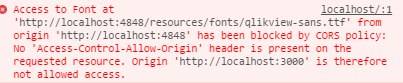 Access to Font at localhost/:1
'http://localhost:4848/resources/fonts/qlikview-sans.ttf' from
origin 'http://localhost:4848' has been blocked by CORS policy:
No 'Access-Control-Allow-Origin' header is present on the
requested resource. Origin 'http://localhost:3000' is therefore
not allowed access.